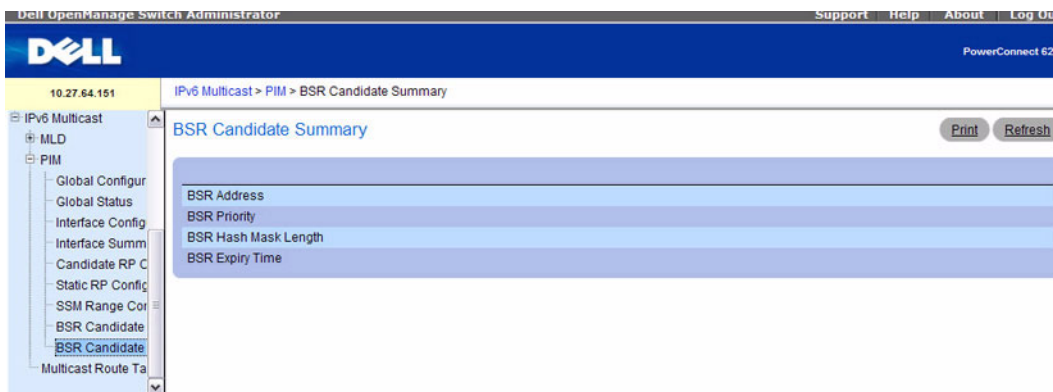 Dell OpenManage Switch Administrator
Support Help About Log Ou
DELL
PowerConnect 62
10.27.64.151
IPv6 Multicast > PIM > BSR Candidate Summary
IPv6 Multicast
MLD
PIM
Global Configur
Global Status
Interface Config
Interface Summ
Candidate RP C
Static RP Config
SSM Range Cor
BSR Candidate
BSR Candidate
Multicast Route Ta
BSR Candidate Summary
Print Refresh
BSR Address
BSR Priority
BSR Hash Mask Length
BSR Expiry Time